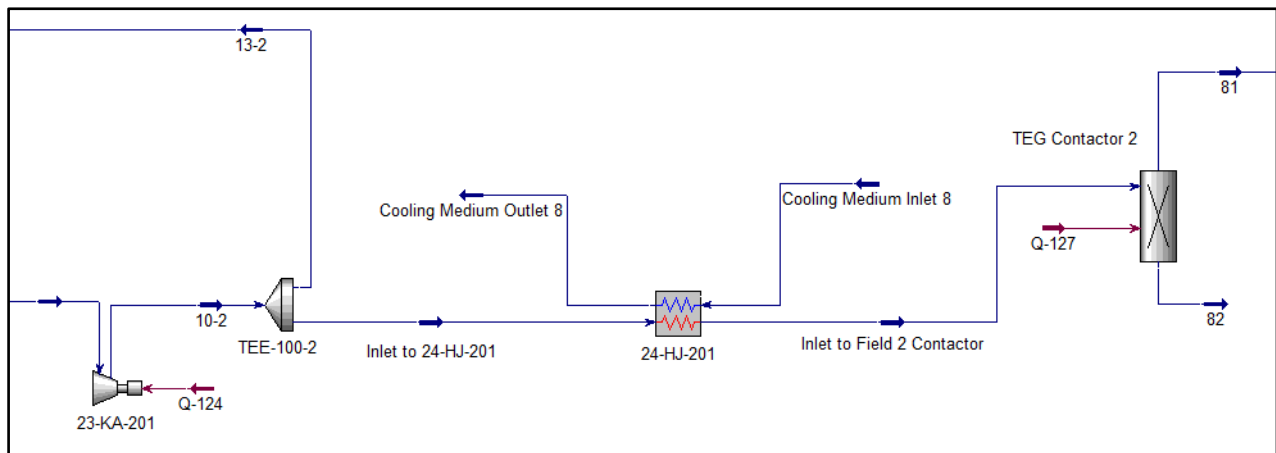 13-2
81
TEG Contactor 2
Cooling Medium Outlet 8
Cooling Medium Inlet 8
Q-127
10-2
82
TEE-100-2
Inlet to 24-HJ-201
24-HJ-201
Inlet to Field 2 Contactor
Q-124
23-KA-201